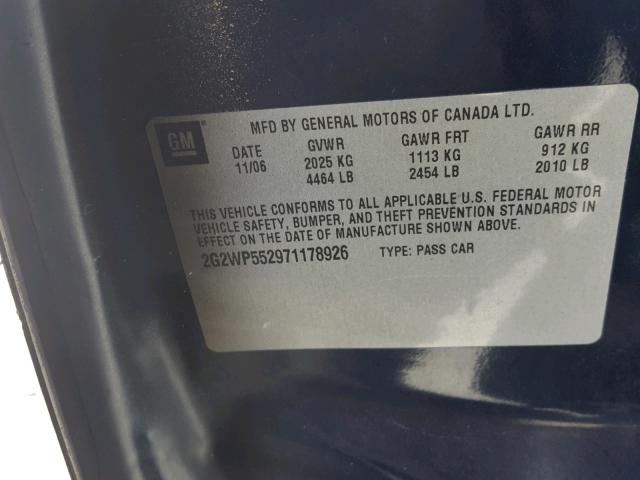 GM
MFD BY GENERAL MOTORS OF CANADA LTD.
DATE GVWR GAWR FRT GAWR RR
11/06 2025 KG 1113 KG 912 KG
4464 LB 2454 LB 2010 LB
THIS VEHICLE CONFORMS TO ALL APPLICABLE U.S. FEDERAL MOTOR
VEHICLE SAFETY, BUMPER, AND THEFT PREVENTION STANDARDS IN
EFFECT ON THE DATE OF MANUFACTURE SHOWN ABOVE.
2G2WP552971178926 TYPE: PASS CAR